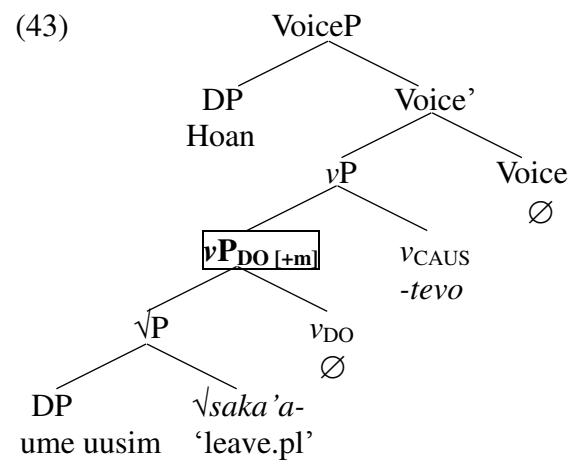 (43) VoiceP
DP Voice’
Hoan
vP Voice
∅
vP_DO [+m] v_CAUS
-tevo
√P v_DO
∅
DP √saka’a-
ume uusim ‘leave.pl’